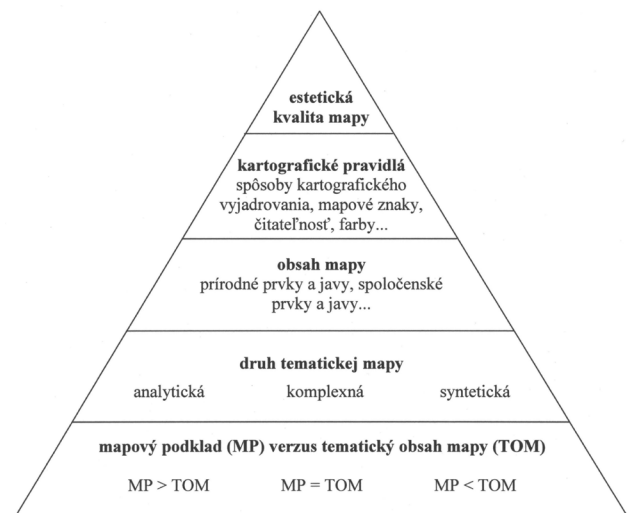 estetická
kvalita mapy
kartografické pravidlá
spôsoby kartografického
vyjadrovania, mapové znaky,
čitateľnosť, farby...
obsah mapy
prírodné prvky a javy, spoločenské
prvky a javy...
druh tematickej mapy
analytická komplexná syntetická
mapový podklad (MP) verzus tematický obsah mapy (TOM)
MP > TOM MP = TOM MP < TOM